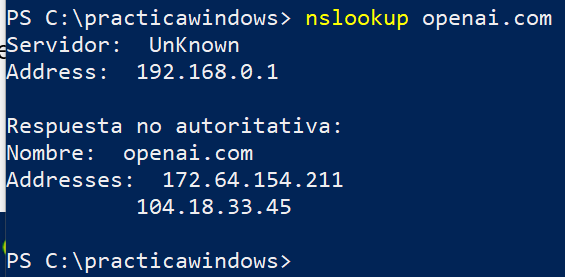 PS C:\practicawindows> nslookup openai.com
Servidor:  UnKnown
Address:  192.168.0.1

Respuesta no autoritativa:
Nombre:  openai.com
Addresses:  172.64.154.211
          104.18.33.45

PS C:\practicawindows>